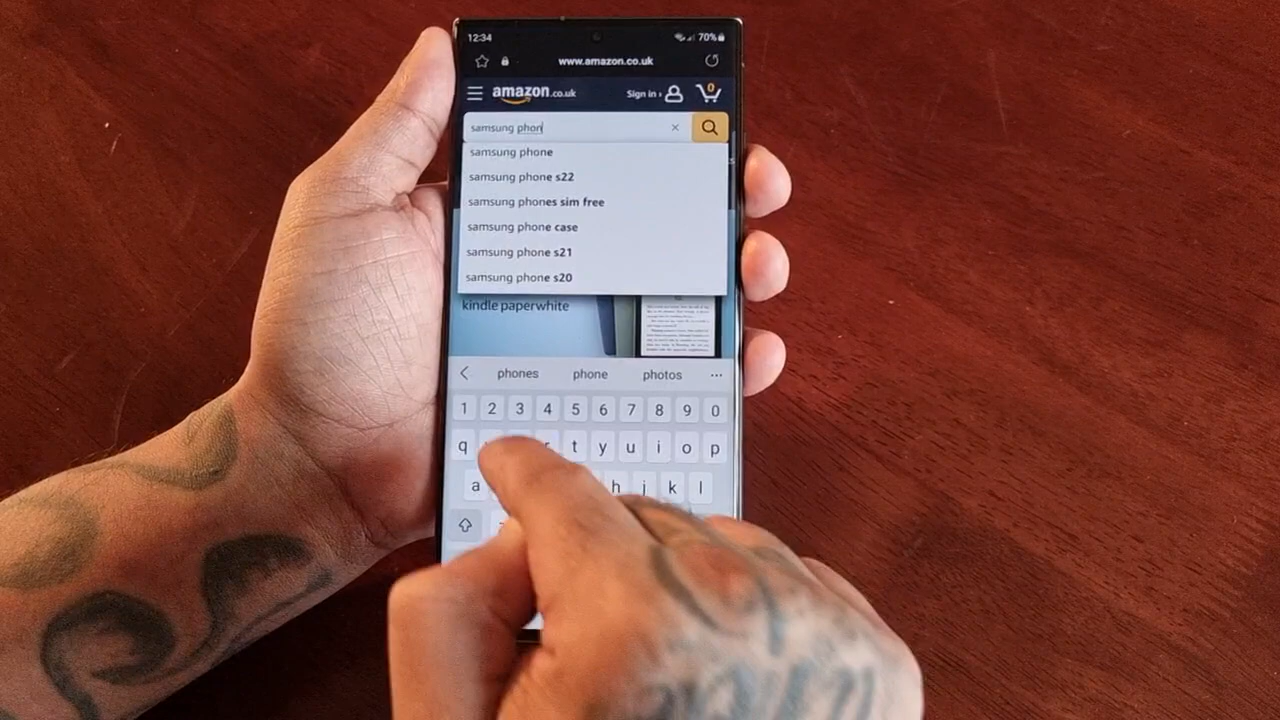 12:34 70%
www.amazon.co.uk
amazon.co.uk Sign in › 0
samsung phon ×
samsung phone
samsung phone s22
samsung phones sim free
samsung phone case
samsung phone s21
samsung phone s20
kindle paperwhite
phones phone photos ...
1 2 3 4 5 6 7 8 9 0
q r t y u i o p
a h j k l